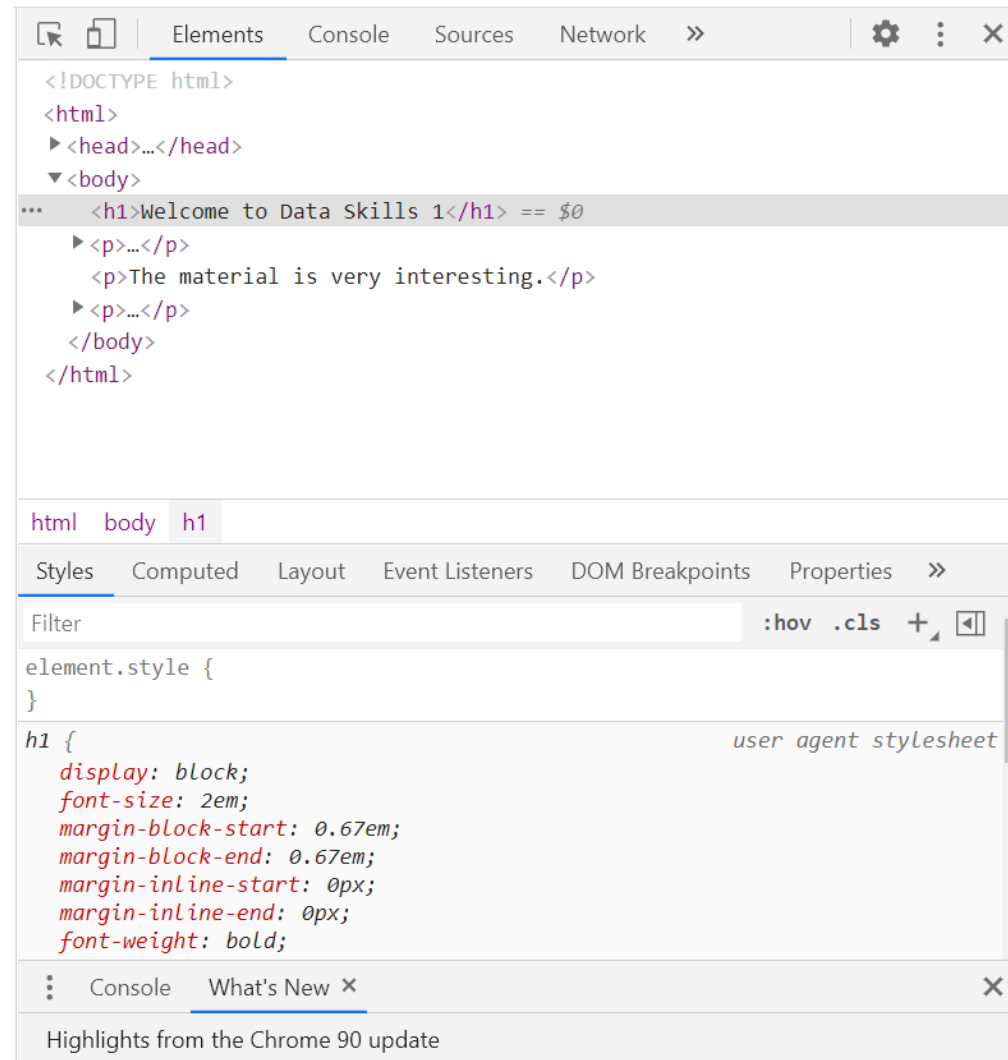 Elements Console Sources Network »
<!DOCTYPE html>
<html>
<head>…</head>
<body>
... <h1>Welcome to Data Skills 1</h1> == $0
<p>…</p>
<p>The material is very interesting.</p>
<p>…</p>
</body>
</html>
html body h1
Styles Computed Layout Event Listeners DOM Breakpoints Properties »
Filter :hov .cls +
element.style {
}
h1 { user agent stylesheet
display: block;
font-size: 2em;
margin-block-start: 0.67em;
margin-block-end: 0.67em;
margin-inline-start: 0px;
margin-inline-end: 0px;
font-weight: bold;
Console What's New ×
Highlights from the Chrome 90 update